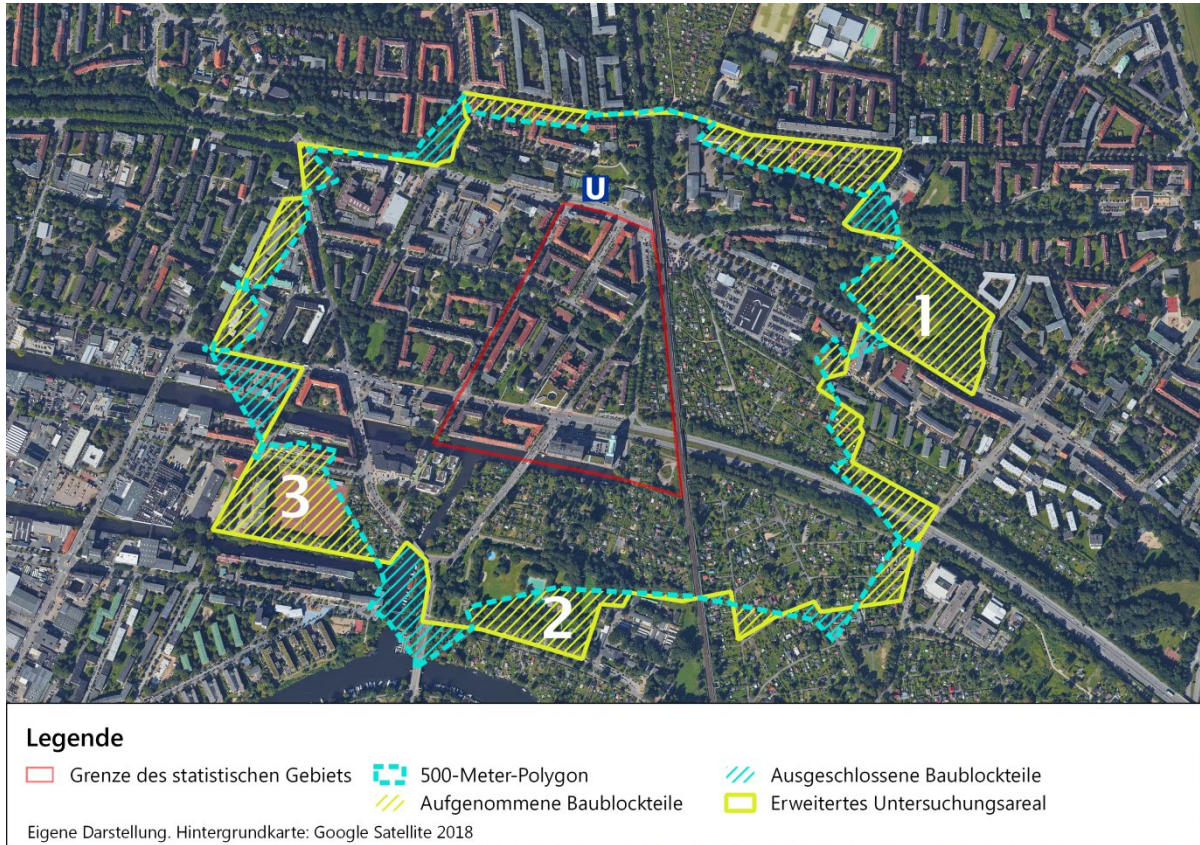 U
1
3
2
Legende
Grenze des statistischen Gebiets
500-Meter-Polygon
Ausgeschlossene Baublockteile
Aufgenommene Baublockteile
Erweitertes Untersuchungsareal
Eigene Darstellung. Hintergrundkarte: Google Satellite 2018